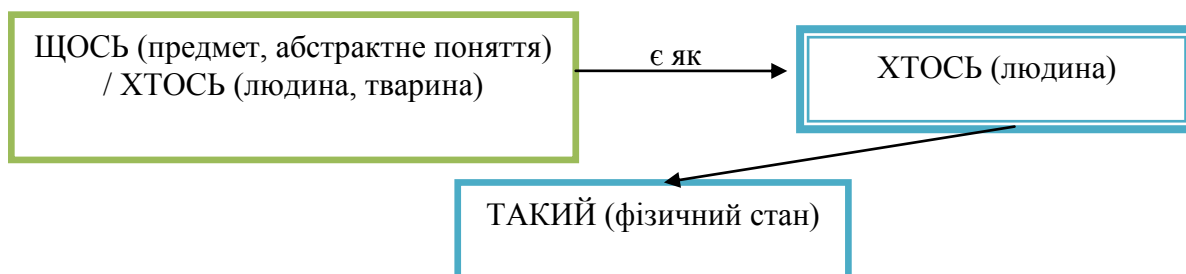 ЩОСЬ (предмет, абстрактне поняття)
/ ХТОСЬ (людина, тварина)
є як
ХТОСЬ (людина)
ТАКИЙ (фізичний стан)